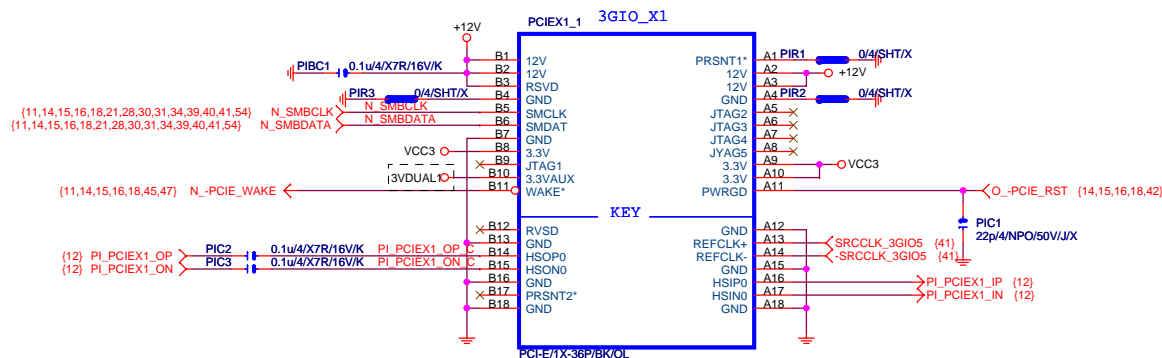 3GIO_X1
PCIEX1_1
+12V
PIBC1 0.1u/4/X7R/16V/K
B1 12V PRSNT1* A1 PIR1 0/4/SHT/X
B2 12V 12V A2 +12V
B3 RSVD 12V A3
PIR3 0/4/SHT/X B4 GND GND A4 PIR2 0/4/SHT/X
{11,14,15,16,18,21,28,30,31,34,39,40,41,54} N_SMBCLK N_SMBCLK B5 SMCLK JTAG2 A5
{11,14,15,16,18,21,28,30,31,34,39,40,41,54} N_SMBDATA N_SMBDATA B6 SMDAT JTAG3 A6
B7 GND JTAG4 A7
VCC3 B8 3.3V JYAG5 A8
B9 JTAG1 3.3V A9 VCC3
3VDUAL1 B10 3.3VAUX 3.3V A10
{11,14,15,16,18,45,47} N_-PCIE_WAKE B11 WAKE* PWRGD A11 O_-PCIE_RST {14,15,16,18,42}
KEY
PIC1
22p/4/NPO/50V/J/X
B12 RVSD GND A12
B13 GND REFCLK+ A13 SRCCLK_3GIO5 {41}
{12} PI_PCIEX1_OP PIC2 0.1u/4/X7R/16V/K PI_PCIEX1_OP_C B14 HSOP0 REFCLK- A14 -SRCCLK_3GIO5 {41}
{12} PI_PCIEX1_ON PIC3 0.1u/4/X7R/16V/K PI_PCIEX1_ON_C B15 HSON0 GND A15
B16 GND HSIP0 A16 PI_PCIEX1_IP {12}
B17 PRSNT2* HSIN0 A17 PI_PCIEX1_IN {12}
B18 GND GND A18
PCI-E/1X-36P/BK/OL